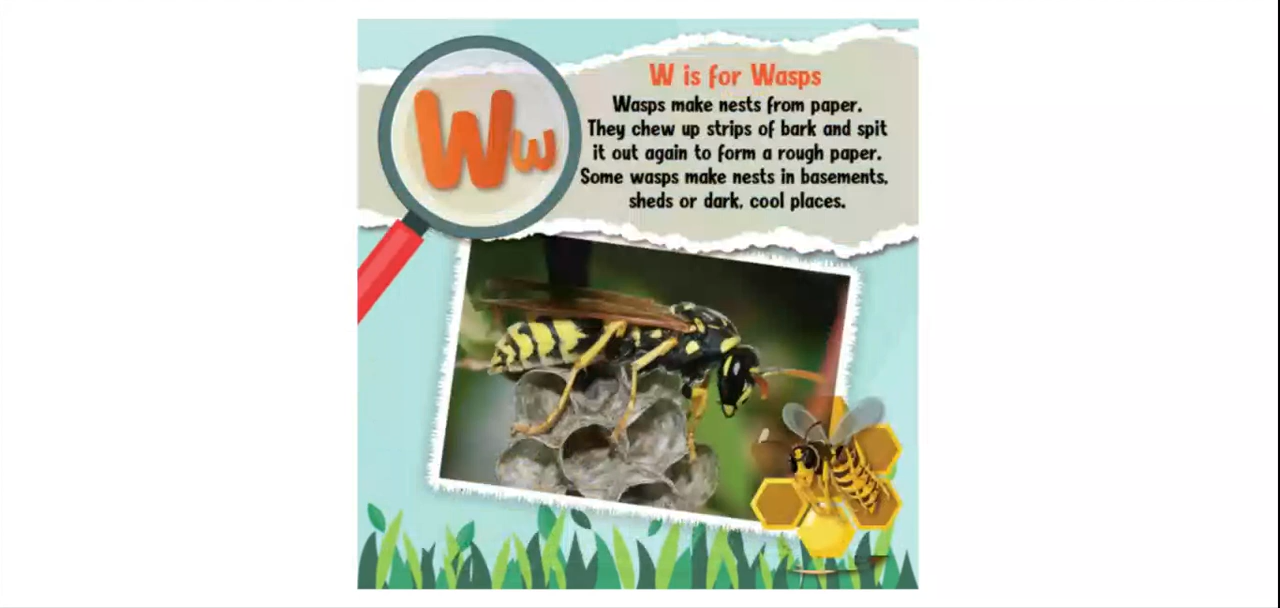 Ww
W is for Wasps
Wasps make nests from paper.
They chew up strips of bark and spit
it out again to form a rough paper.
Some wasps make nests in basements,
sheds or dark, cool places.